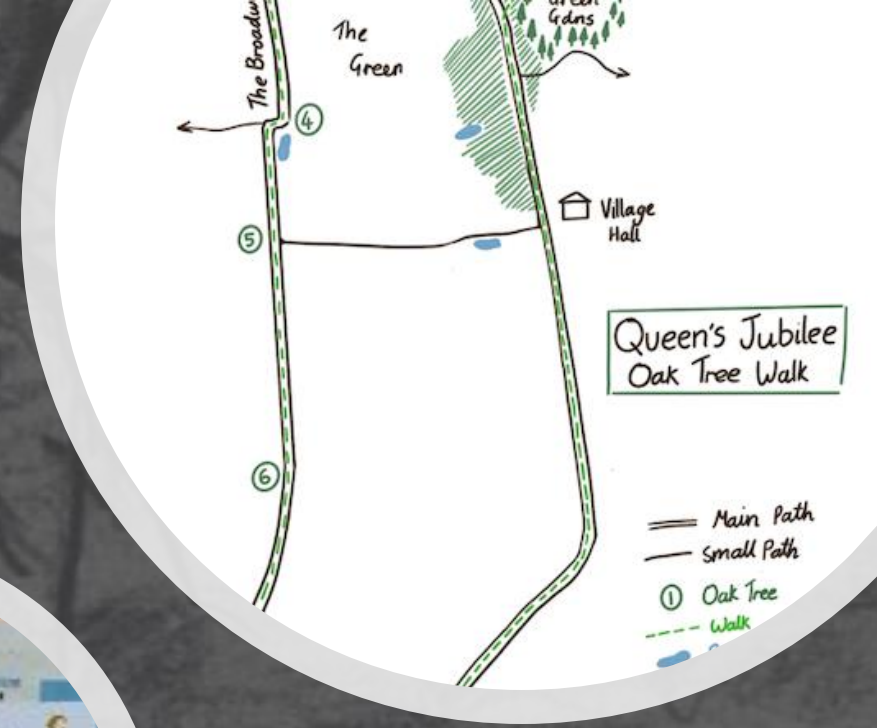 Green
Gdns
The
Green
The
4
Village
Hall
5
Queen's Jubilee
Oak Tree Walk
6
Main Path
Small Path
1 Oak Tree
Walk